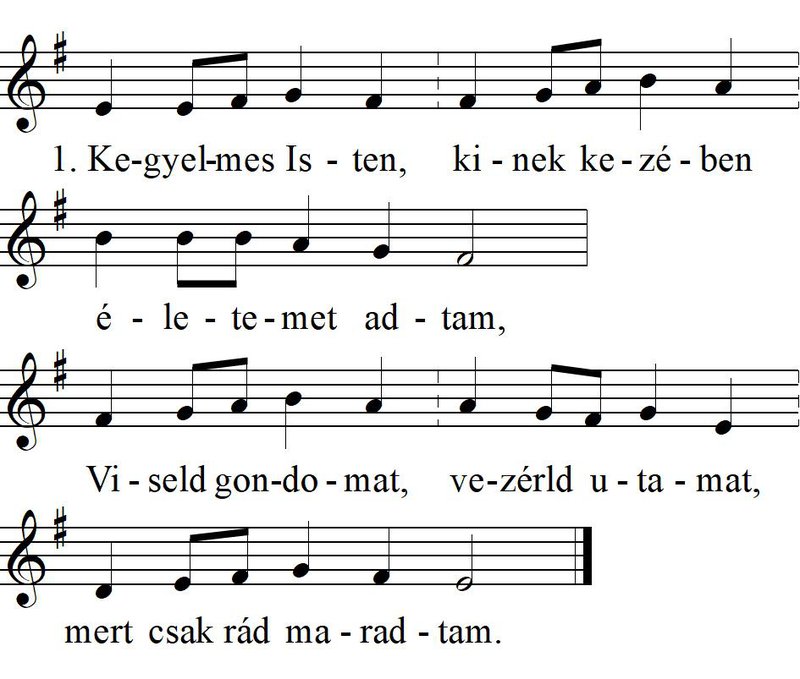 1. Ke-gyel-mes Is - ten, ki - nek ke - zé - ben
é - le - te - met ad - tam,
Vi - seld gon-do - mat, ve-zérld u - ta - mat,
mert csak rád ma - rad - tam.